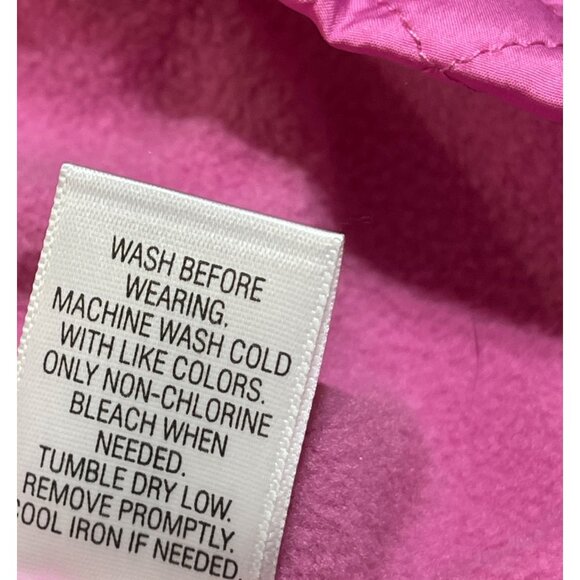 WASH BEFORE
WEARING.
MACHINE WASH COLD
WITH LIKE COLORS.
ONLY NON-CHLORINE
BLEACH WHEN
NEEDED.
TUMBLE DRY LOW.
REMOVE PROMPTLY.
COOL IRON IF NEEDED.